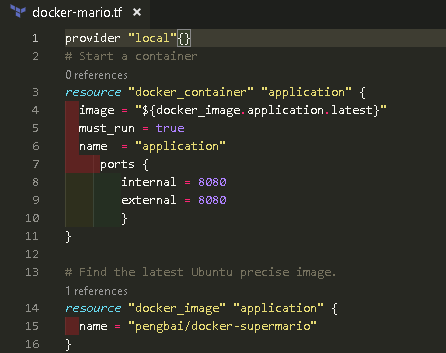 docker-mario.tf ×
1 provider "local"{}
2 # Start a container
0 references
3 resource "docker_container" "application" {
4 image = "${docker_image.application.latest}"
5 must_run = true
6 name = "application"
7 ports {
8 internal = 8080
9 external = 8080
10 }
11 }
12
13 # Find the latest Ubuntu precise image.
1 references
14 resource "docker_image" "application" {
15 name = "pengbai/docker-supermario"
16 }